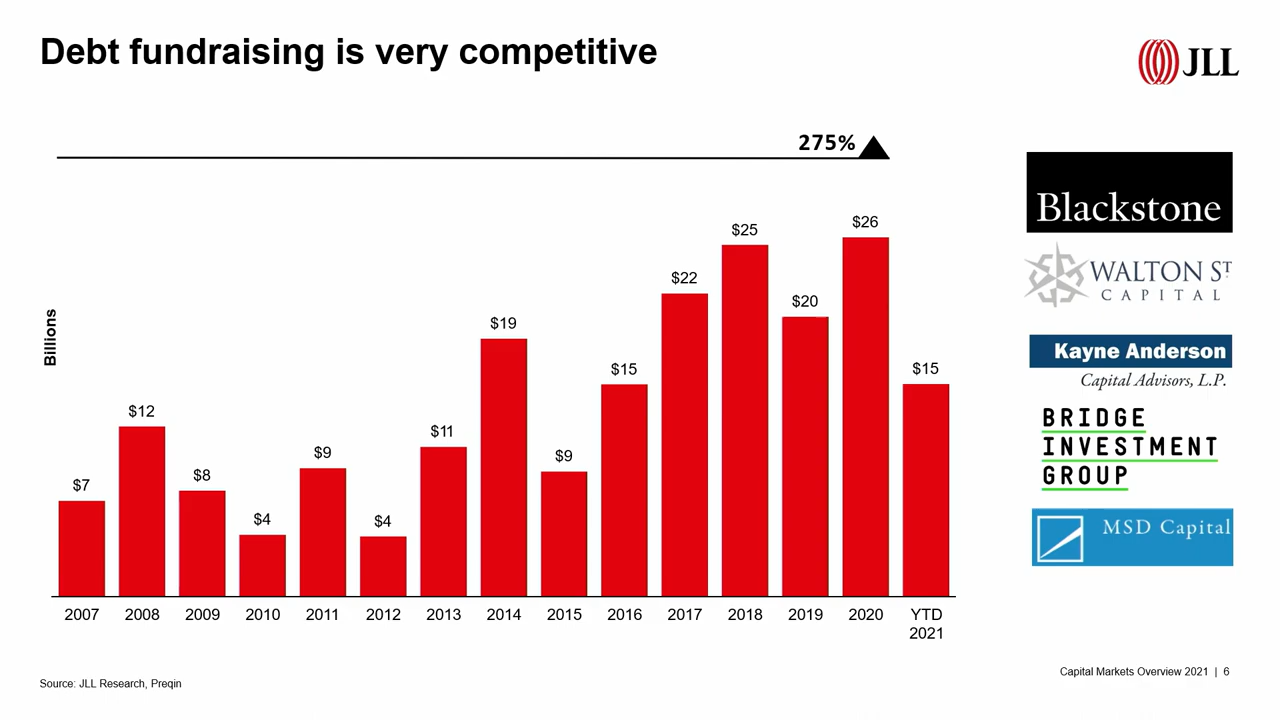 Debt fundraising is very competitive
JLL
275%
Billions
$7
$12
$8
$4
$9
$4
$11
$19
$9
$15
$22
$25
$20
$26
$15
2007
2008
2009
2010
2011
2012
2013
2014
2015
2016
2017
2018
2019
2020
YTD
2021
Blackstone
WALTON ST
CAPITAL
Kayne Anderson
Capital Advisors, L.P.
BRIDGE
INVESTMENT
GROUP
MSD Capital
Source: JLL Research, Preqin
Capital Markets Overview 2021 | 6